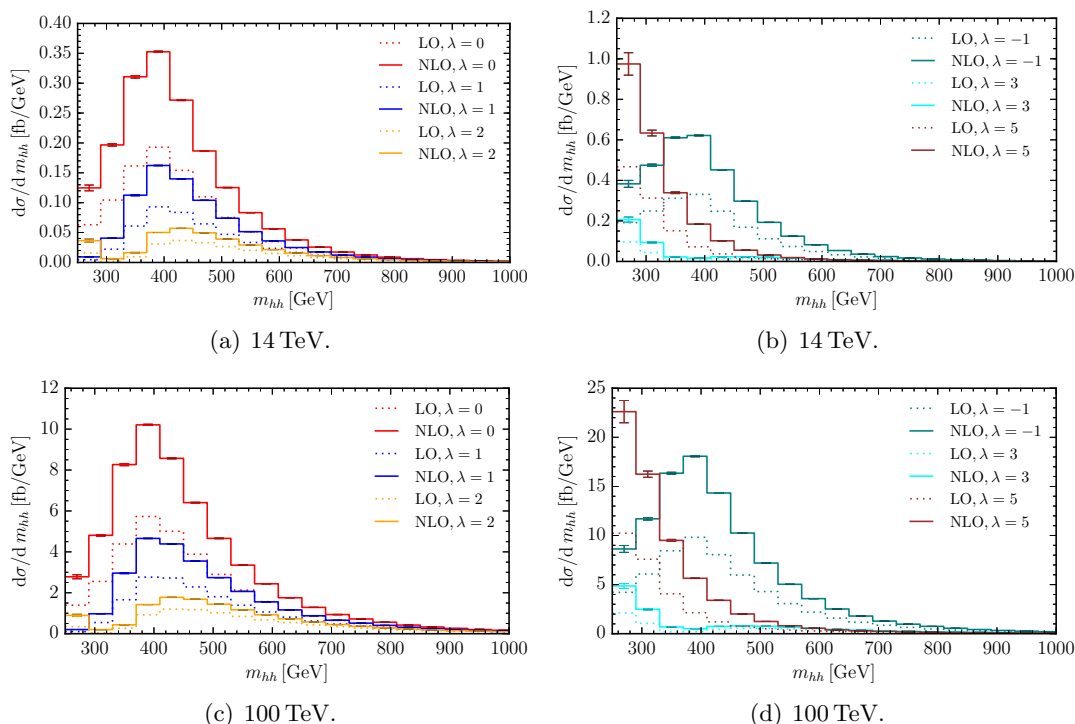 0.40
0.35
0.30
0.25
0.20
0.15
0.10
0.05
0.00
dσ/d m_hh [fb/GeV]
LO, λ = 0
NLO, λ = 0
LO, λ = 1
NLO, λ = 1
LO, λ = 2
NLO, λ = 2
300 400 500 600 700 800 900 1000
m_hh [GeV]
(a) 14 TeV.
1.2
1.0
0.8
0.6
0.4
0.2
0.0
dσ/d m_hh [fb/GeV]
LO, λ = −1
NLO, λ = −1
LO, λ = 3
NLO, λ = 3
LO, λ = 5
NLO, λ = 5
300 400 500 600 700 800 900 1000
m_hh [GeV]
(b) 14 TeV.
12
10
8
6
4
2
0
dσ/d m_hh [fb/GeV]
LO, λ = 0
NLO, λ = 0
LO, λ = 1
NLO, λ = 1
LO, λ = 2
NLO, λ = 2
300 400 500 600 700 800 900 1000
m_hh [GeV]
(c) 100 TeV.
25
20
15
10
5
0
dσ/d m_hh [fb/GeV]
LO, λ = −1
NLO, λ = −1
LO, λ = 3
NLO, λ = 3
LO, λ = 5
NLO, λ = 5
300 400 500 600 700 800 900 1000
m_hh [GeV]
(d) 100 TeV.